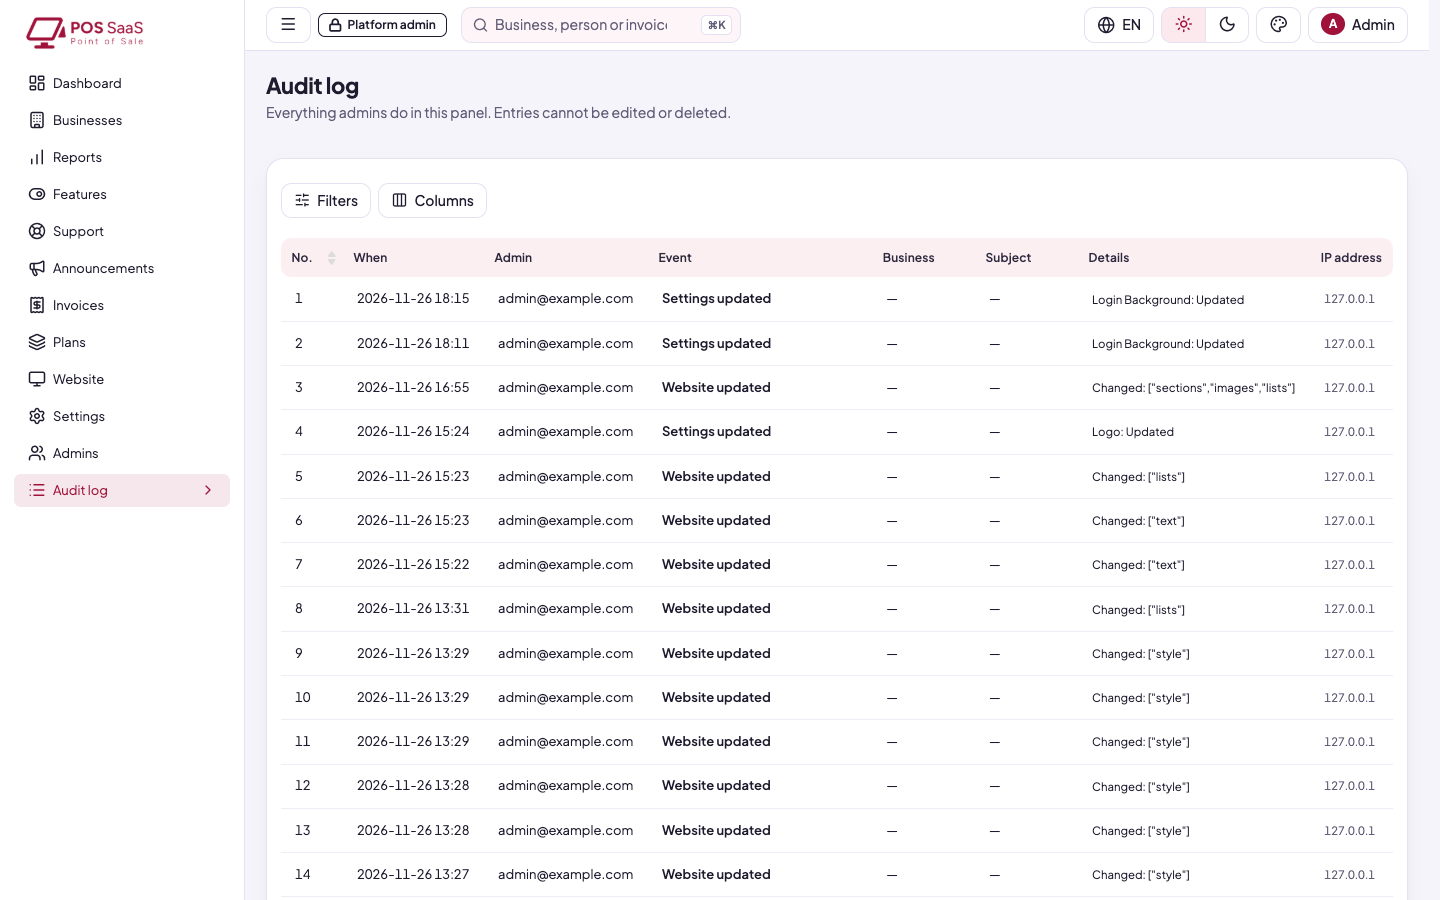 POS SaaS
Point of Sale
Platform admin
Business, person or invoic
⌘K
EN
A Admin
Dashboard
Businesses
Reports
Features
Support
Announcements
Invoices
Plans
Website
Settings
Admins
Audit log
Audit log
Everything admins do in this panel. Entries cannot be edited or deleted.
Filters Columns
No. When Admin Event Business Subject Details IP address
1 2026-11-26 18:15 admin@example.com Settings updated — — Login Background: Updated 127.0.0.1
2 2026-11-26 18:11 admin@example.com Settings updated — — Login Background: Updated 127.0.0.1
3 2026-11-26 16:55 admin@example.com Website updated — — Changed: ["sections","images","lists"] 127.0.0.1
4 2026-11-26 15:24 admin@example.com Settings updated — — Logo: Updated 127.0.0.1
5 2026-11-26 15:23 admin@example.com Website updated — — Changed: ["lists"] 127.0.0.1
6 2026-11-26 15:23 admin@example.com Website updated — — Changed: ["text"] 127.0.0.1
7 2026-11-26 15:22 admin@example.com Website updated — — Changed: ["text"] 127.0.0.1
8 2026-11-26 13:31 admin@example.com Website updated — — Changed: ["lists"] 127.0.0.1
9 2026-11-26 13:29 admin@example.com Website updated — — Changed: ["style"] 127.0.0.1
10 2026-11-26 13:29 admin@example.com Website updated — — Changed: ["style"] 127.0.0.1
11 2026-11-26 13:29 admin@example.com Website updated — — Changed: ["style"] 127.0.0.1
12 2026-11-26 13:28 admin@example.com Website updated — — Changed: ["style"] 127.0.0.1
13 2026-11-26 13:28 admin@example.com Website updated — — Changed: ["style"] 127.0.0.1
14 2026-11-26 13:27 admin@example.com Website updated — — Changed: ["style"] 127.0.0.1